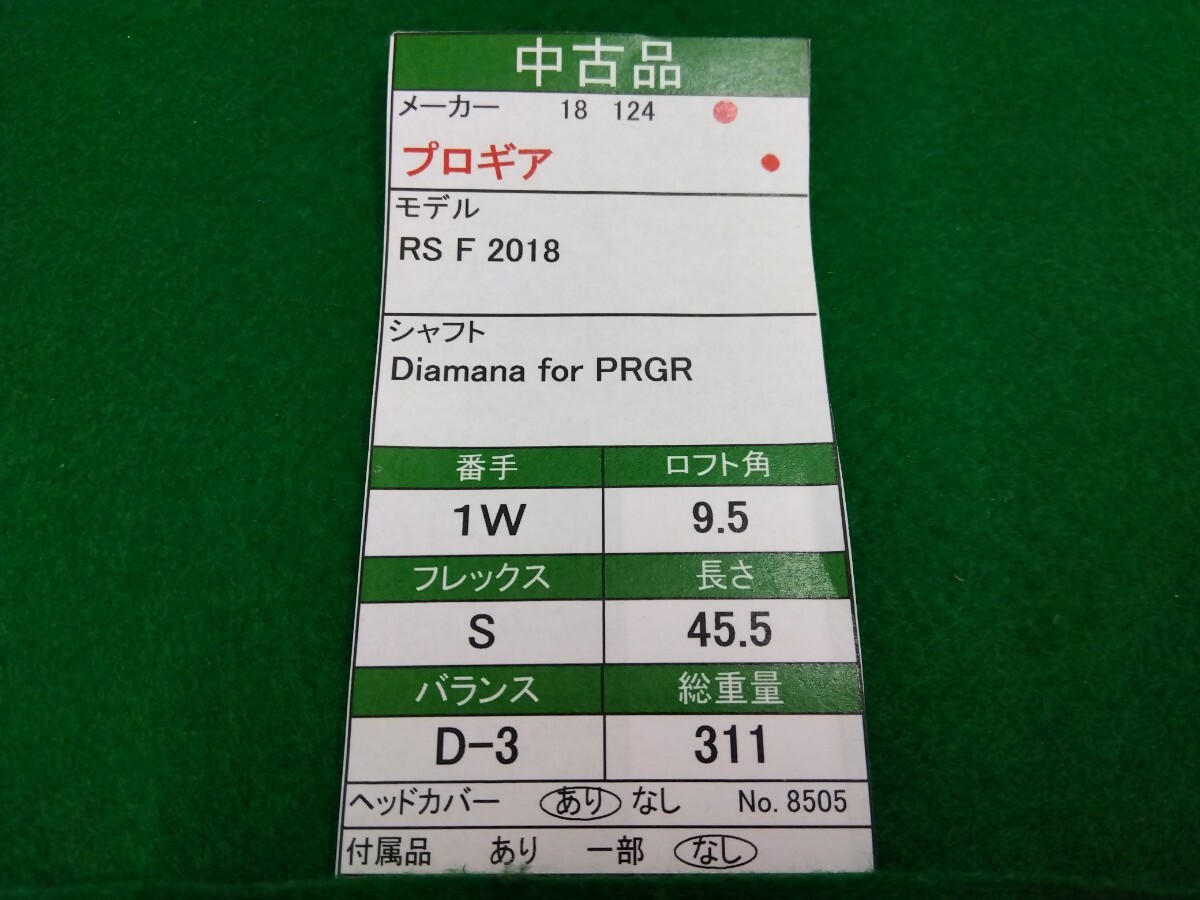 中古品
メーカー 18 124
プロギア
モデル
RS F 2018
シャフト
Diamana for PRGR
番手 ロフト角
1W 9.5
フレックス 長さ
S 45.5
バランス 総重量
D-3 311
ヘッドカバー あり なし No. 8505
付属品 あり 一部 なし